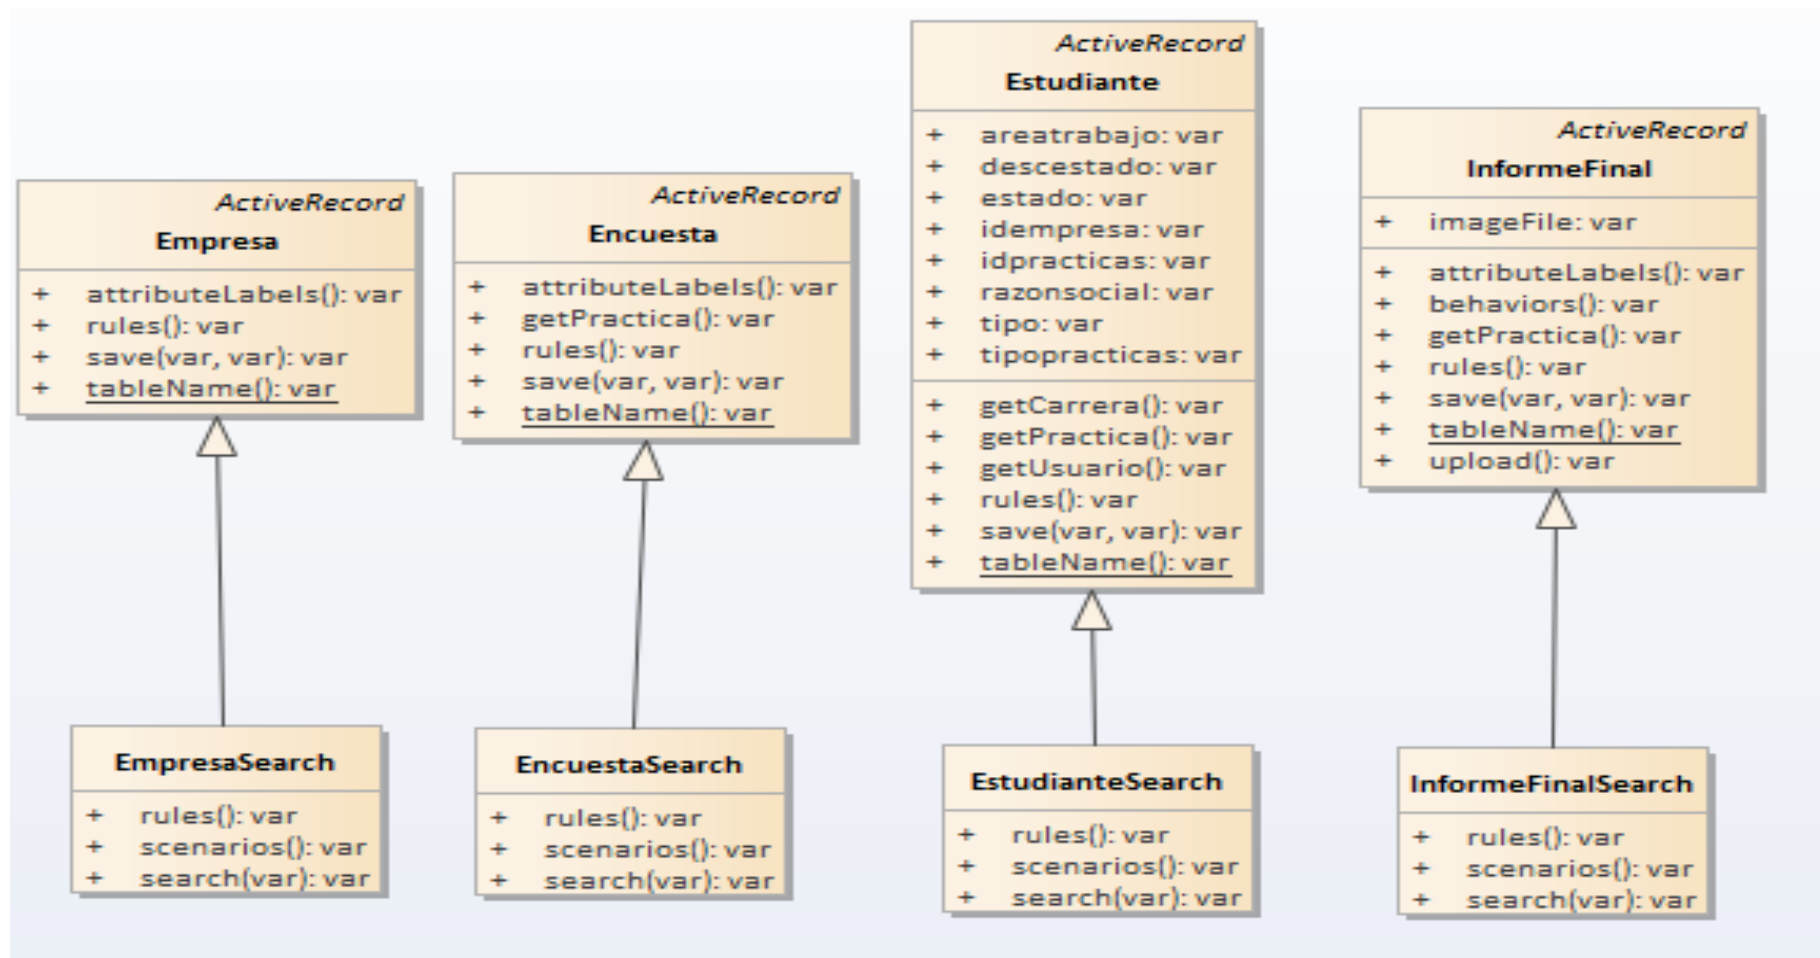 ActiveRecord
Empresa
+ attributeLabels(): var
+ rules(): var
+ save(var, var): var
+ tableName(): var
ActiveRecord
Encuesta
+ attributeLabels(): var
+ getPractica(): var
+ rules(): var
+ save(var, var): var
+ tableName(): var
ActiveRecord
Estudiante
+ areatrabajo: var
+ descestado: var
+ estado: var
+ idempresa: var
+ idpracticas: var
+ razonsocial: var
+ tipo: var
+ tipopracticas: var
+ getCarrera(): var
+ getPractica(): var
+ getUsuario(): var
+ rules(): var
+ save(var, var): var
+ tableName(): var
ActiveRecord
InformeFinal
+ imageFile: var
+ attributeLabels(): var
+ behaviors(): var
+ getPractica(): var
+ rules(): var
+ save(var, var): var
+ tableName(): var
+ upload(): var
EmpresaSearch
+ rules(): var
+ scenarios(): var
+ search(var): var
EncuestaSearch
+ rules(): var
+ scenarios(): var
+ search(var): var
EstudianteSearch
+ rules(): var
+ scenarios(): var
+ search(var): var
InformeFinalSearch
+ rules(): var
+ scenarios(): var
+ search(var): var